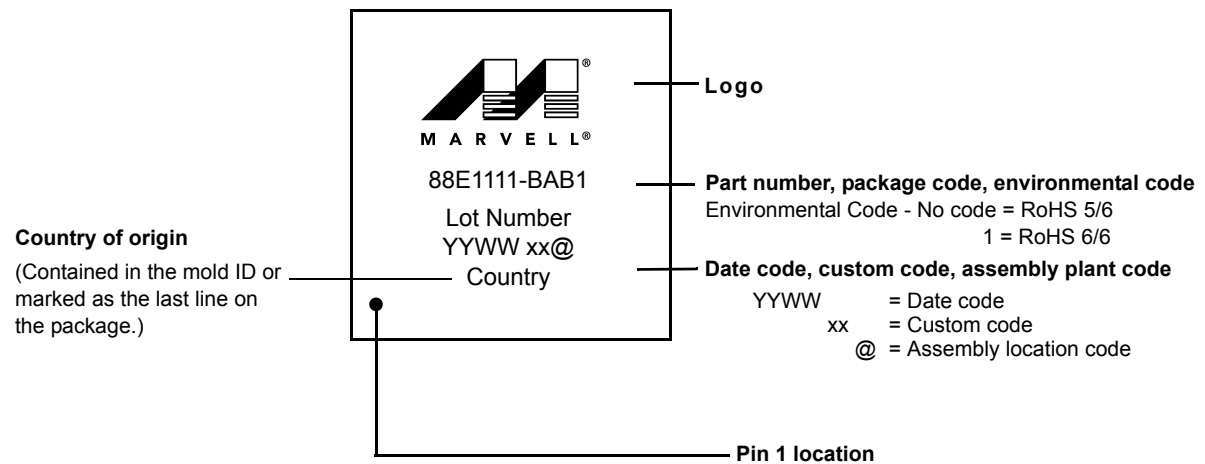 ®
MARVELL®
Logo
88E1111-BAB1
Part number, package code, environmental code
Environmental Code - No code = RoHS 5/6
1 = RoHS 6/6
Lot Number
YYWW xx@
Country
Country of origin
(Contained in the mold ID or
marked as the last line on
the package.)
Date code, custom code, assembly plant code
YYWW = Date code
xx = Custom code
@ = Assembly location code
Pin 1 location